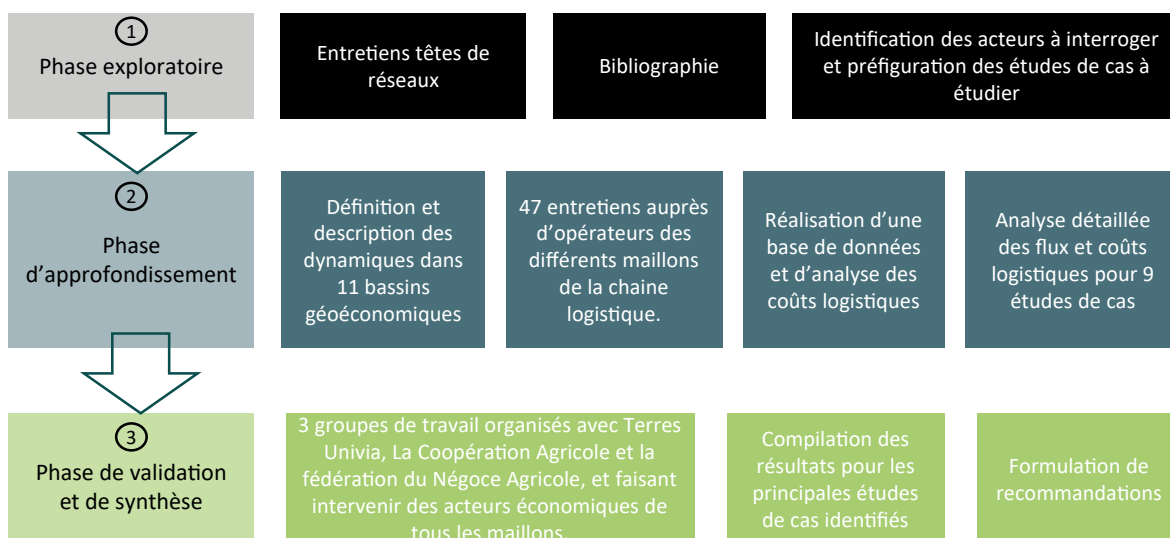 1
Phase exploratoire
Entretiens têtes de
réseaux
Bibliographie
Identification des acteurs à interroger
et préfiguration des études de cas à
étudier
2
Phase
d’approfondissement
Définition et
description des
dynamiques dans
11 bassins
géoéconomiques
47 entretiens auprès
d’opérateurs des
différents maillons
de la chaine
logistique.
Réalisation d’une
base de données
et d’analyse des
coûts logistiques
Analyse détaillée
des flux et coûts
logistiques pour 9
études de cas
3
Phase de validation
et de synthèse
3 groupes de travail organisés avec Terres
Univia, La Coopération Agricole et la
fédération du Négoce Agricole, et faisant
intervenir des acteurs économiques de
tous les maillons.
Compilation des
résultats pour les
principales études
de cas identifiés
Formulation de
recommandations